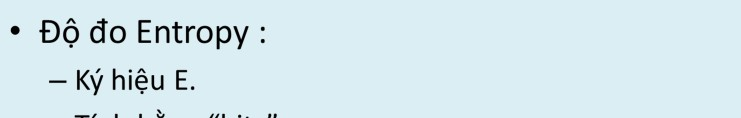 • Độ đo Entropy :
– Ký hiệu E.